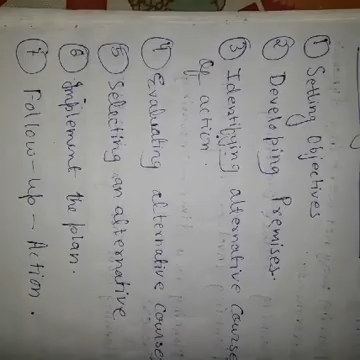 ① Setting Objectives
② Developing Premises.
③ Identifying alternative Course
of action.
④ Evaluating alternative Courses
⑤ Selecting an alternative
⑥ Implement the plan.
⑦ Follow-up - Action.